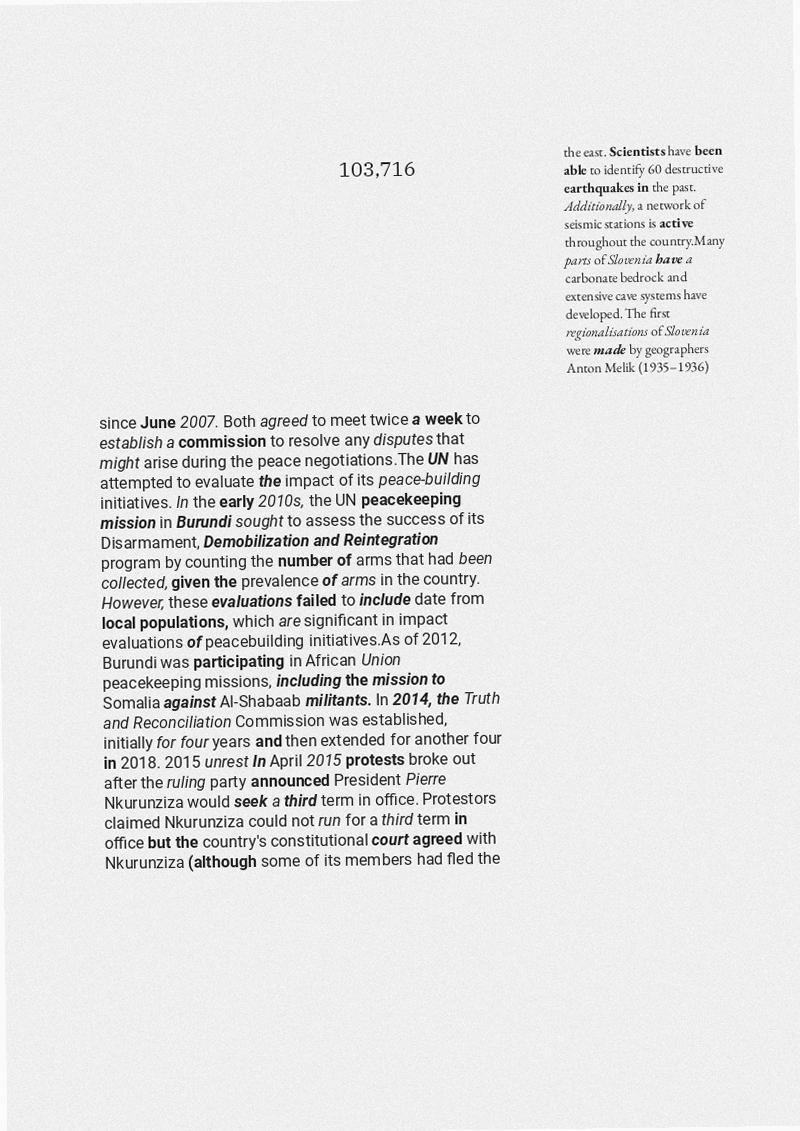 103,716
the east. Scientists have been
able to identify 60 destructive
earthquakes in the past.
Additionally, a network of
seismic stations is active
throughout the country.Many
parts of Slovenia have a
carbonate bedrock and
extensive cave systems have
developed. The first
regionalisations of Slovenia
were made by geographers
Anton Melik (1935–1936)
since June 2007. Both agreed to meet twice a week to
establish a commission to resolve any disputes that
might arise during the peace negotiations.The UN has
attempted to evaluate the impact of its peace-building
initiatives. In the early 2010s, the UN peacekeeping
mission in Burundi sought to assess the success of its
Disarmament, Demobilization and Reintegration
program by counting the number of arms that had been
collected, given the prevalence of arms in the country.
However, these evaluations failed to include date from
local populations, which are significant in impact
evaluations of peacebuilding initiatives.As of 2012,
Burundi was participating in African Union
peacekeeping missions, including the mission to
Somalia against Al-Shabaab militants. In 2014, the Truth
and Reconciliation Commission was established,
initially for four years and then extended for another four
in 2018. 2015 unrest In April 2015 protests broke out
after the ruling party announced President Pierre
Nkurunziza would seek a third term in office. Protestors
claimed Nkurunziza could not run for a third term in
office but the country's constitutional court agreed with
Nkurunziza (although some of its members had fled the